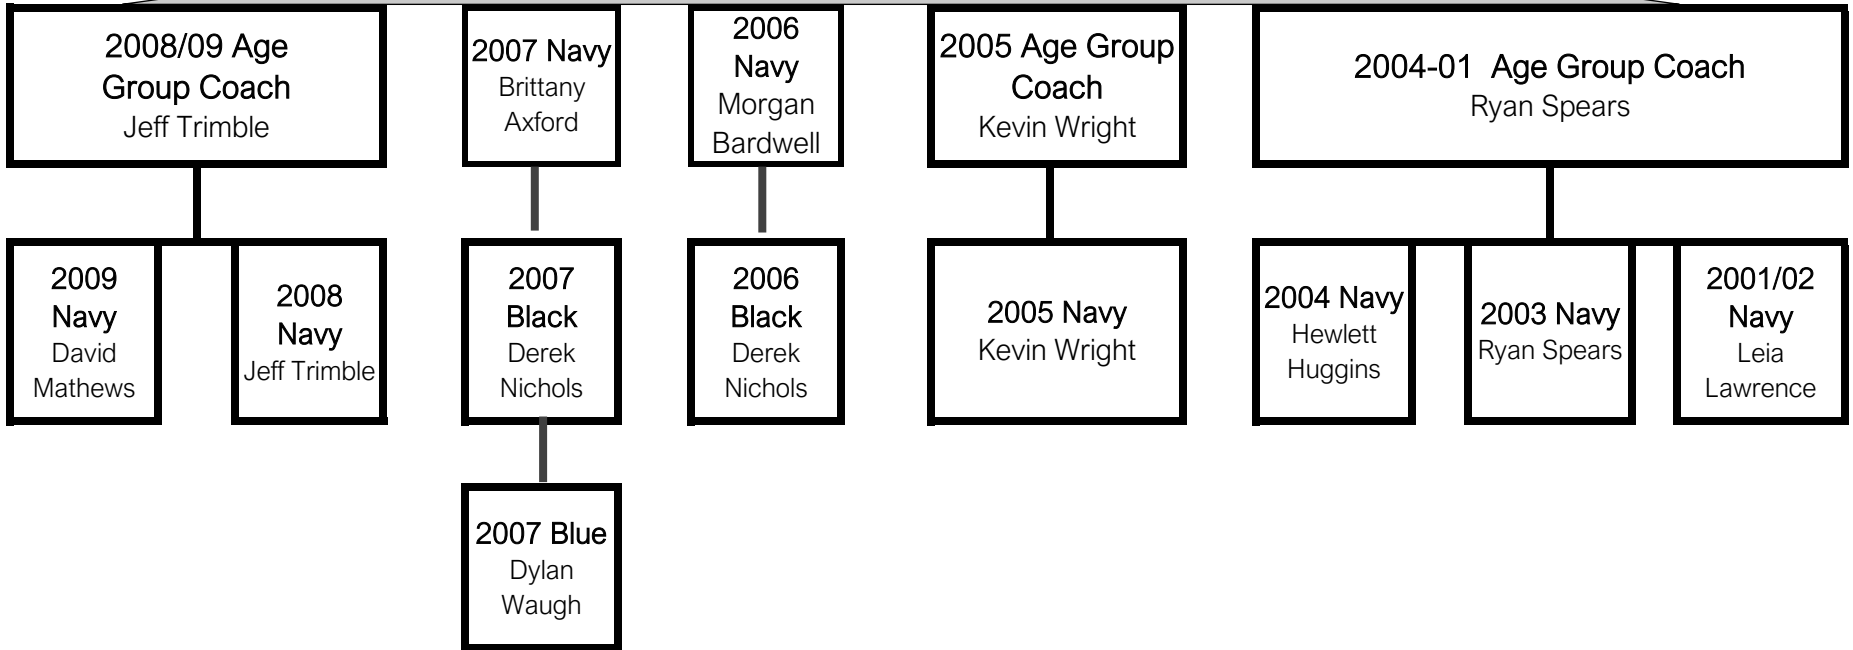 2008/09 Age
Group Coach
Jeff Trimble
2007 Navy
Brittany
Axford
2006
Navy
Morgan
Bardwell
2005 Age Group
Coach
Kevin Wright
2004-01 Age Group Coach
Ryan Spears
2009
Navy
David
Mathews
2008
Navy
Jeff Trimble
2007
Black
Derek
Nichols
2006
Black
Derek
Nichols
2005 Navy
Kevin Wright
2004 Navy
Hewlett
Huggins
2003 Navy
Ryan Spears
2001/02
Navy
Leia
Lawrence
2007 Blue
Dylan
Waugh